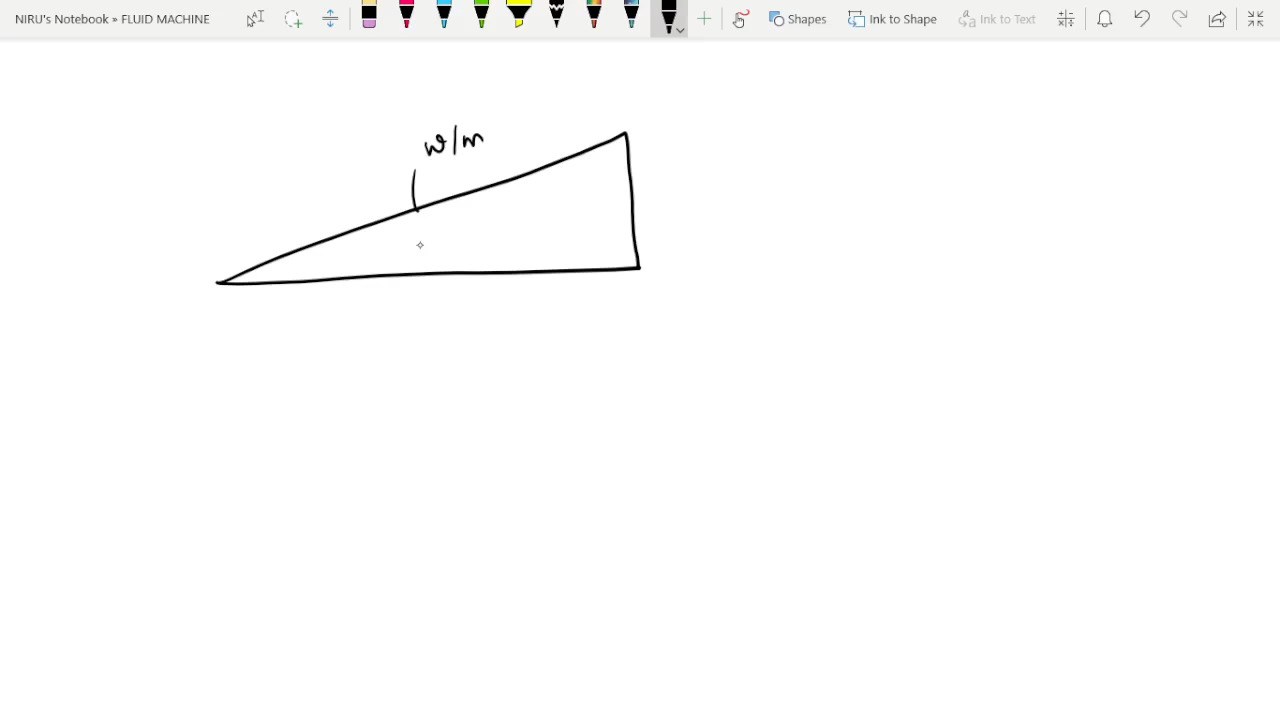 NIRU's Notebook » FLUID MACHINE
Shapes
Ink to Shape
Ink to Text
w/m